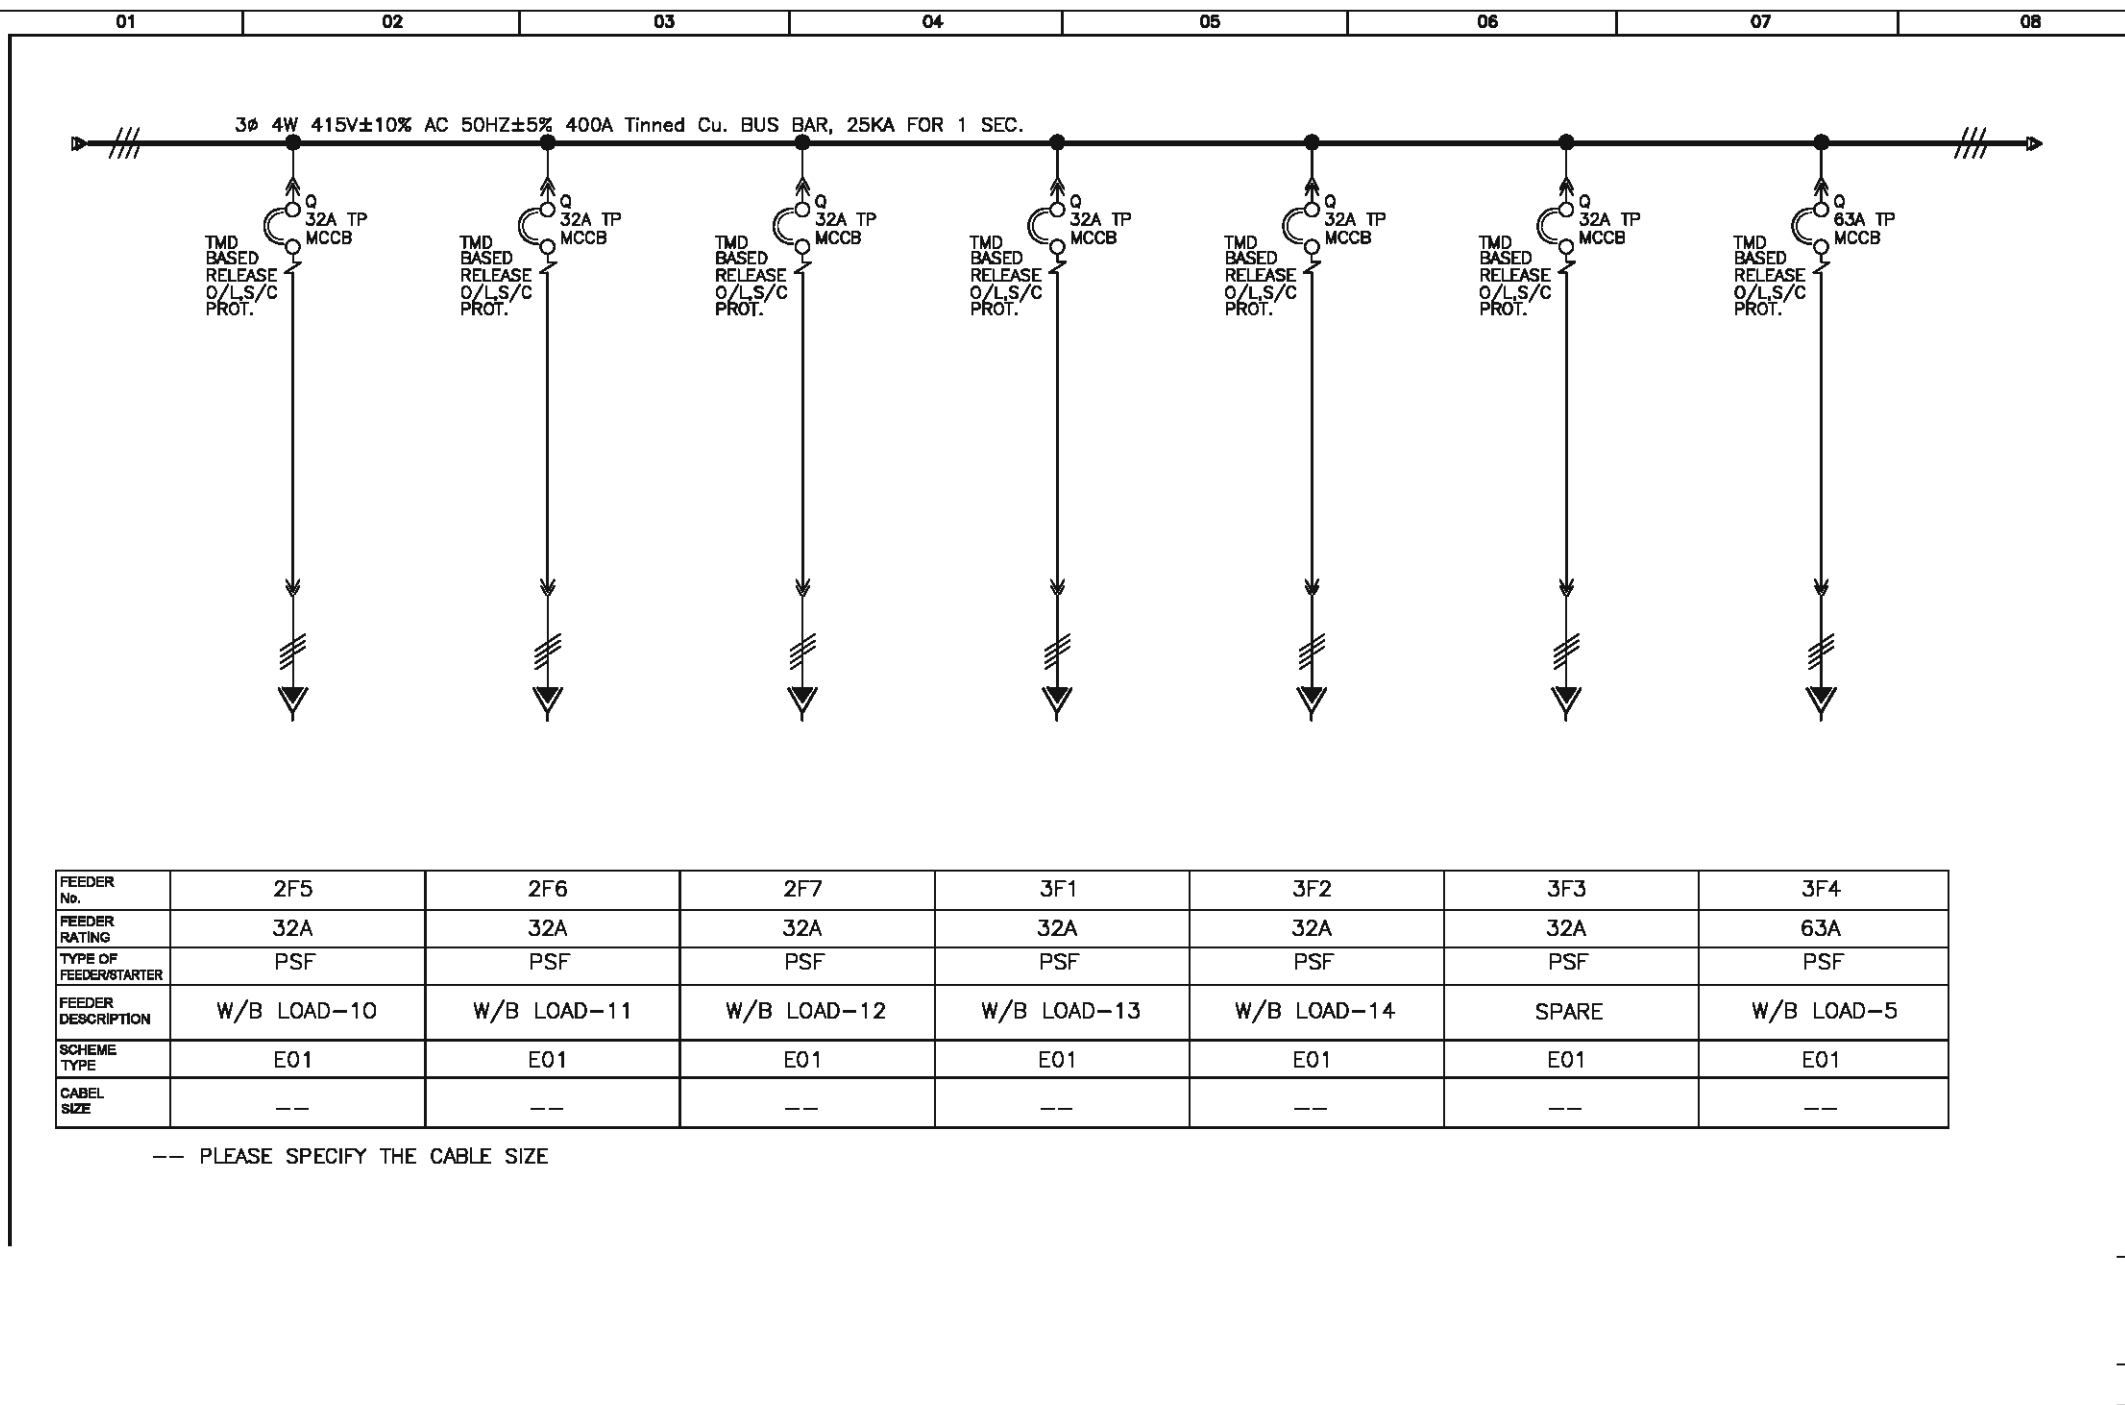 01 02 03 04 05 06 07 08
3ø 4W 415V±10% AC 50HZ±5% 400A Tinned Cu. BUS BAR, 25KA FOR 1 SEC.
Q
32A TP
MCCB
TMD
BASED
RELEASE
O/L,S/C
PROT.
Q
32A TP
MCCB
TMD
BASED
RELEASE
O/L,S/C
PROT.
Q
32A TP
MCCB
TMD
BASED
RELEASE
O/L,S/C
PROT.
Q
32A TP
MCCB
TMD
BASED
RELEASE
O/L,S/C
PROT.
Q
32A TP
MCCB
TMD
BASED
RELEASE
O/L,S/C
PROT.
Q
32A TP
MCCB
TMD
BASED
RELEASE
O/L,S/C
PROT.
Q
63A TP
MCCB
TMD
BASED
RELEASE
O/L,S/C
PROT.
FEEDER No. 2F5 2F6 2F7 3F1 3F2 3F3 3F4
FEEDER RATING 32A 32A 32A 32A 32A 32A 63A
TYPE OF FEEDER/STARTER PSF PSF PSF PSF PSF PSF PSF
FEEDER DESCRIPTION W/B LOAD-10 W/B LOAD-11 W/B LOAD-12 W/B LOAD-13 W/B LOAD-14 SPARE W/B LOAD-5
SCHEME TYPE E01 E01 E01 E01 E01 E01 E01
CABEL SIZE -- -- -- -- -- -- --
-- PLEASE SPECIFY THE CABLE SIZE